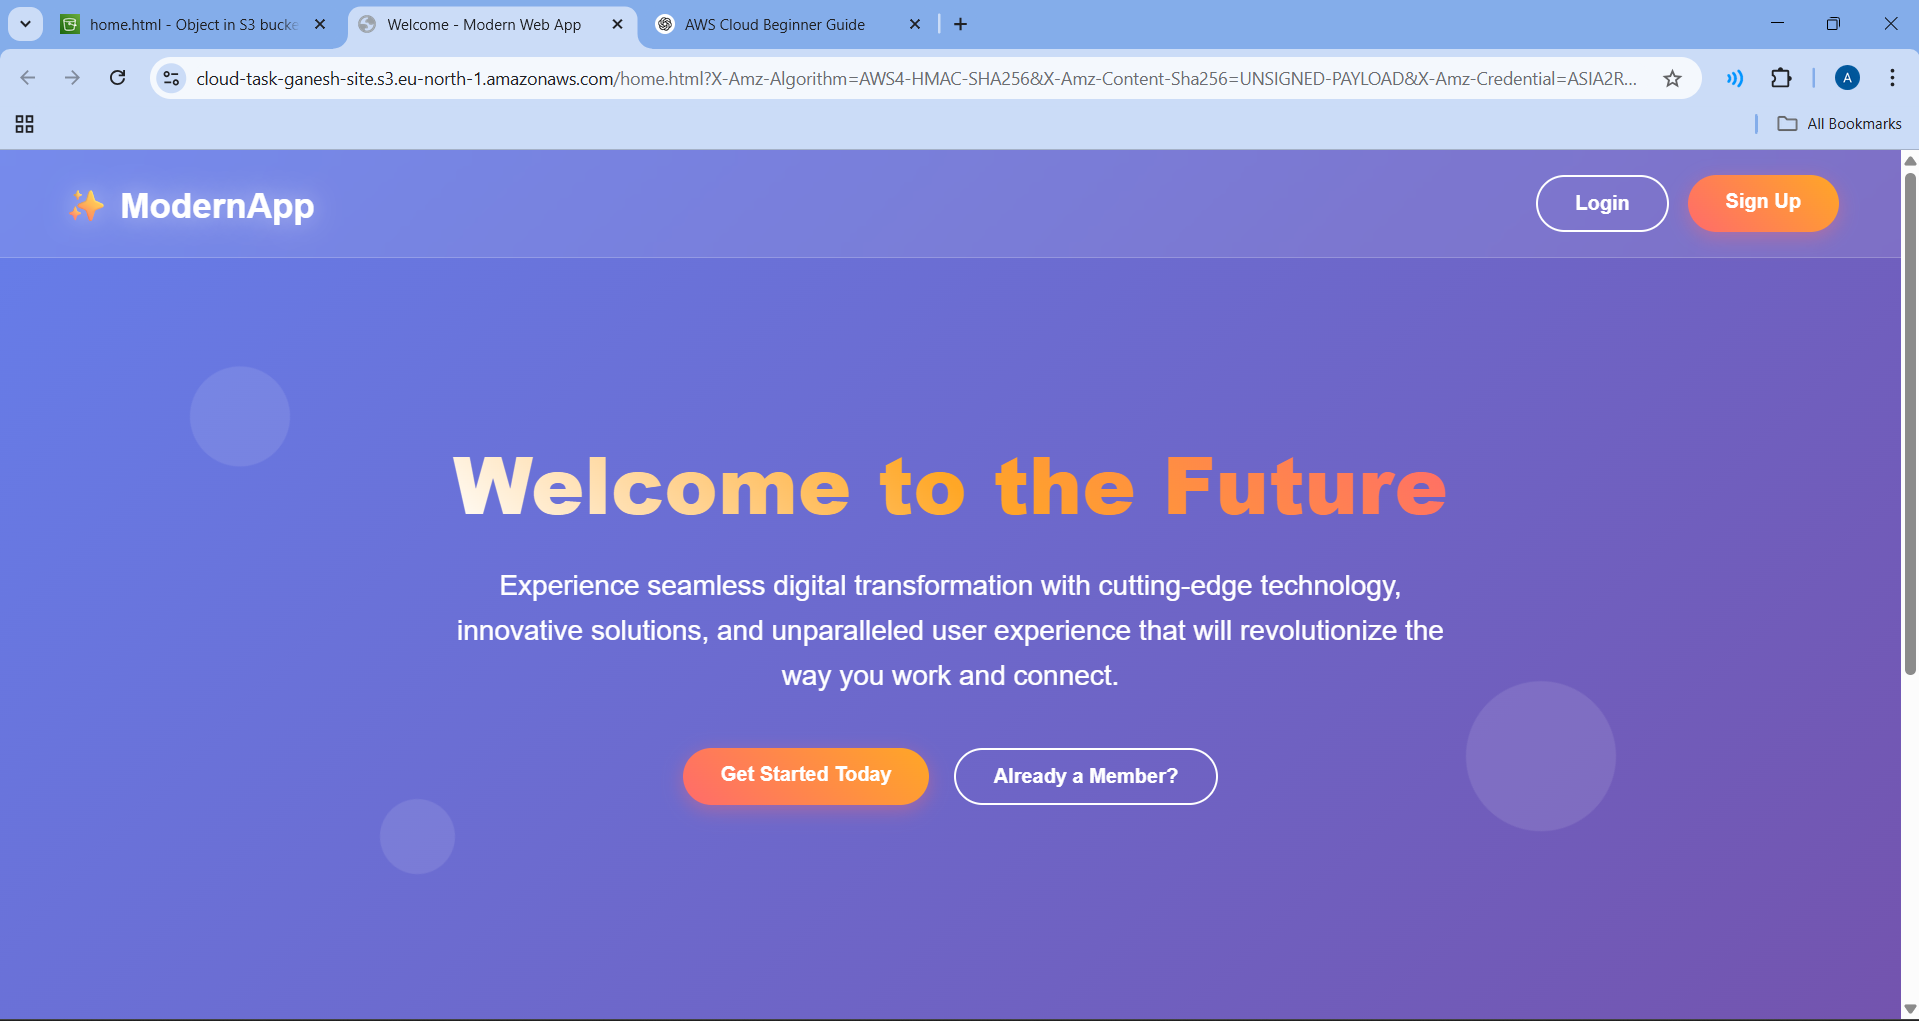 home.html - Object in S3 bucke
Welcome - Modern Web App
AWS Cloud Beginner Guide
cloud-task-ganesh-site.s3.eu-north-1.amazonaws.com/home.html?X-Amz-Algorithm=AWS4-HMAC-SHA256&X-Amz-Content-Sha256=UNSIGNED-PAYLOAD&X-Amz-Credential=ASIA2R...
A
All Bookmarks
✨ ModernApp
Login
Sign Up
Welcome to the Future
Experience seamless digital transformation with cutting-edge technology,
innovative solutions, and unparalleled user experience that will revolutionize the
way you work and connect.
Get Started Today
Already a Member?